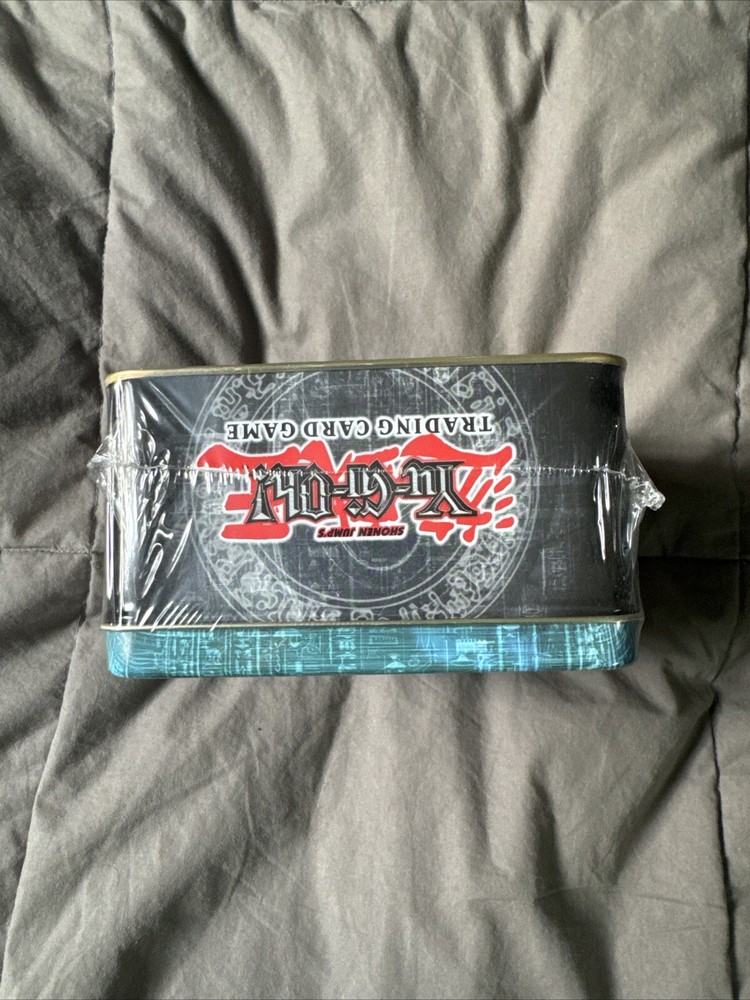 SHONEN JUMP'S
Yu-Gi-Oh!
TRADING CARD GAME